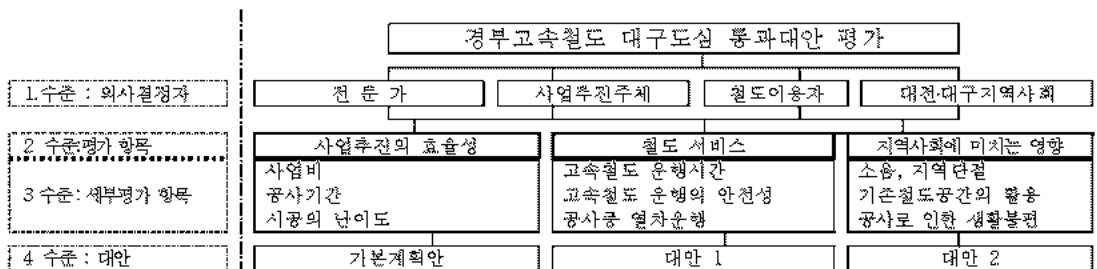 경부고속철도 대구도심 통과대안 평가
1.수준 : 의사결정자
전 문 가
사업추진주체
철도이용자
대전·대구지역사회
2 수준:평가 항목
사업추진의 효율성
철도 서비스
지역사회에 미치는 영향
3 수준: 세부평가 항목
사업비
공사기간
시공의 난이도
고속철도 운행시간
고속철도 운행의 안전성
공사중 열차운행
소음, 지역단절
기존철도공간의 활용
공사로 인한 생활불편
4 수준 : 대안
기본계획안
대안 1
대안 2